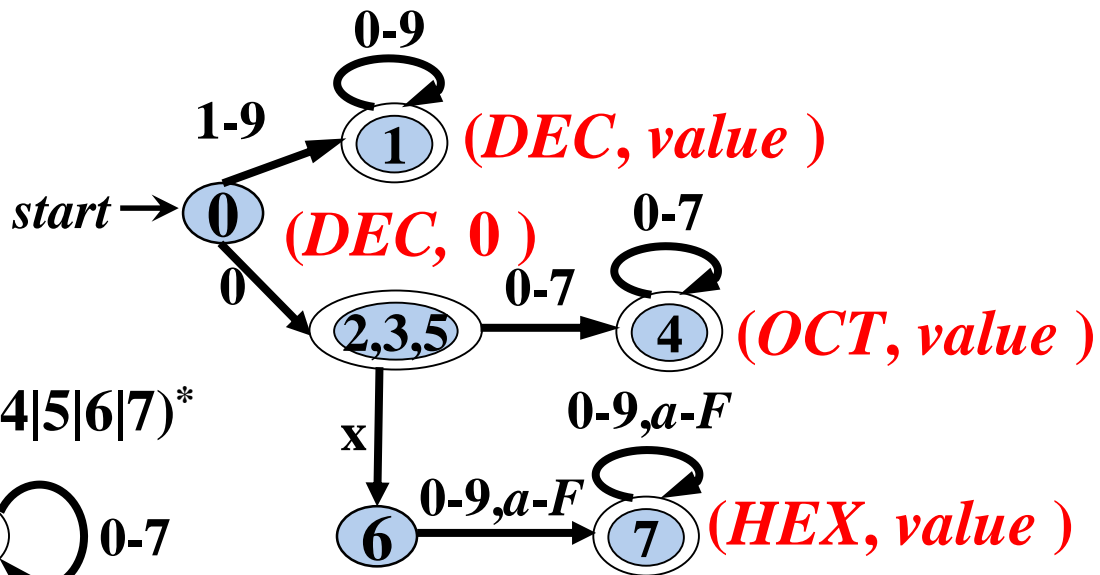 0-9
1-9
1
(DEC, value )
start
0
(DEC, 0 )
0-7
0
0-7
2,3,5
4
(OCT, value )
4|5|6|7)*
0-9,a-F
x
0-9,a-F
0-7
6
7
(HEX, value )